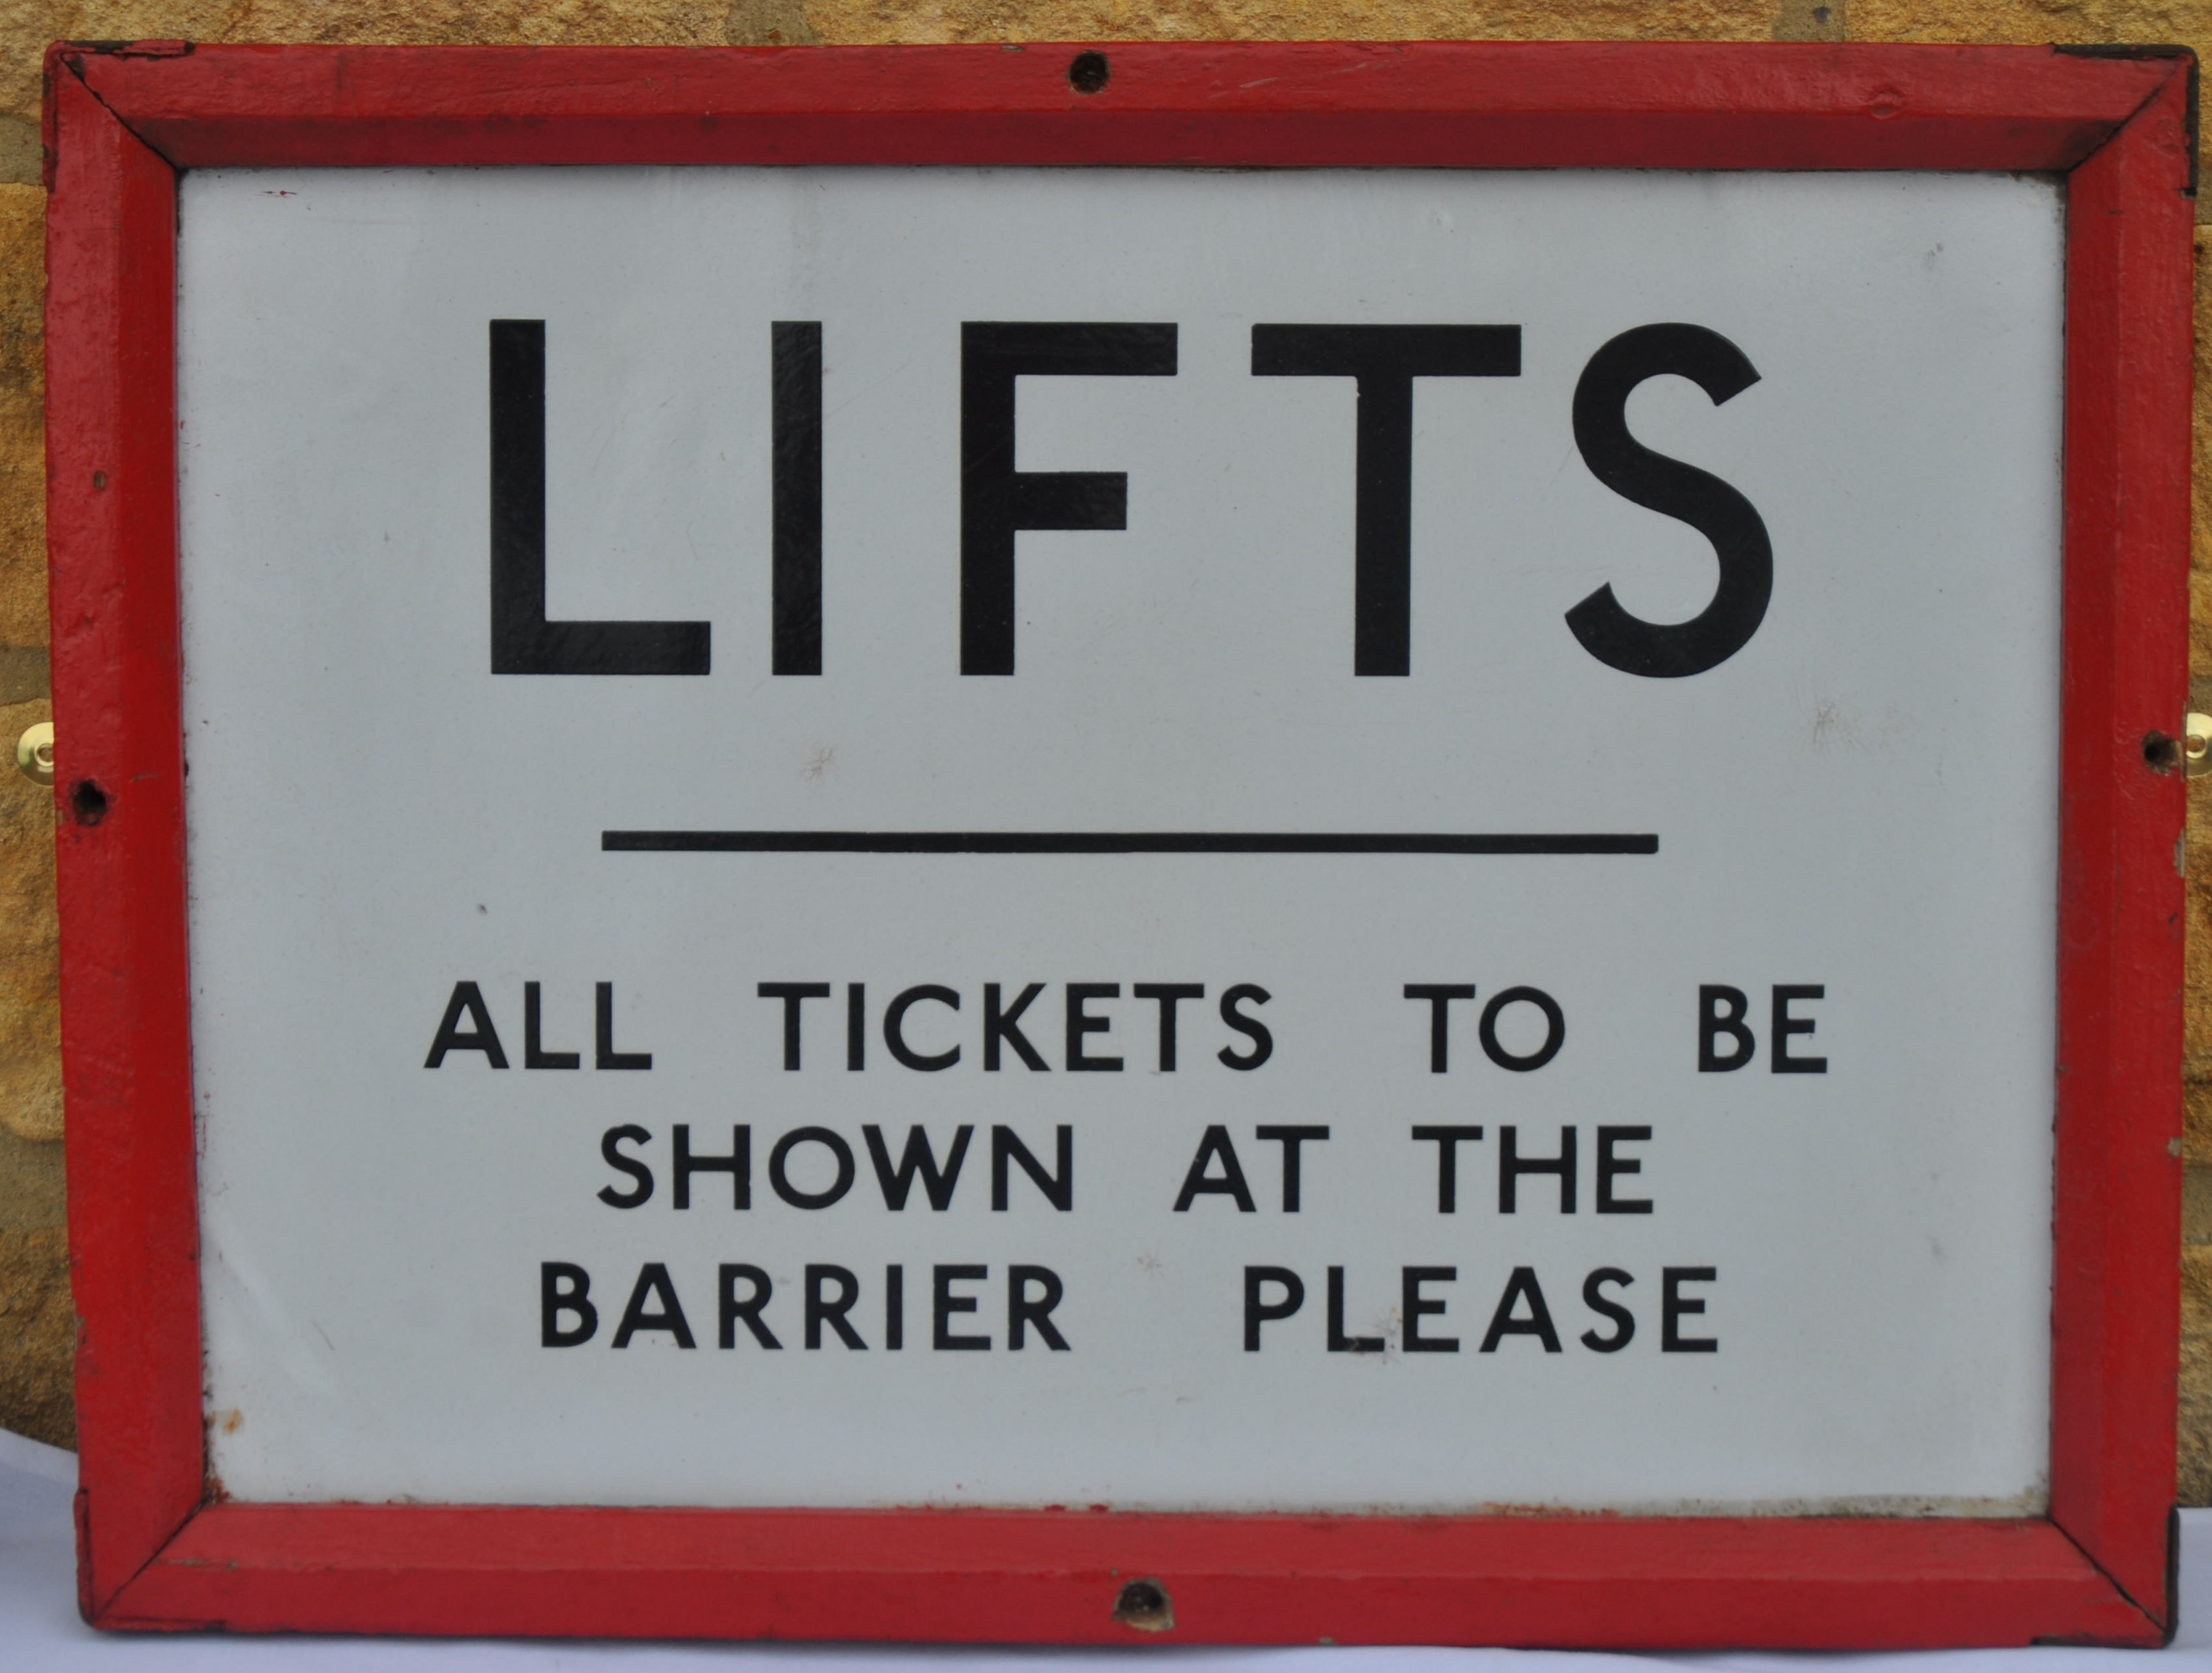 LIFTS
ALL TICKETS TO BE
SHOWN AT THE
BARRIER PLEASE